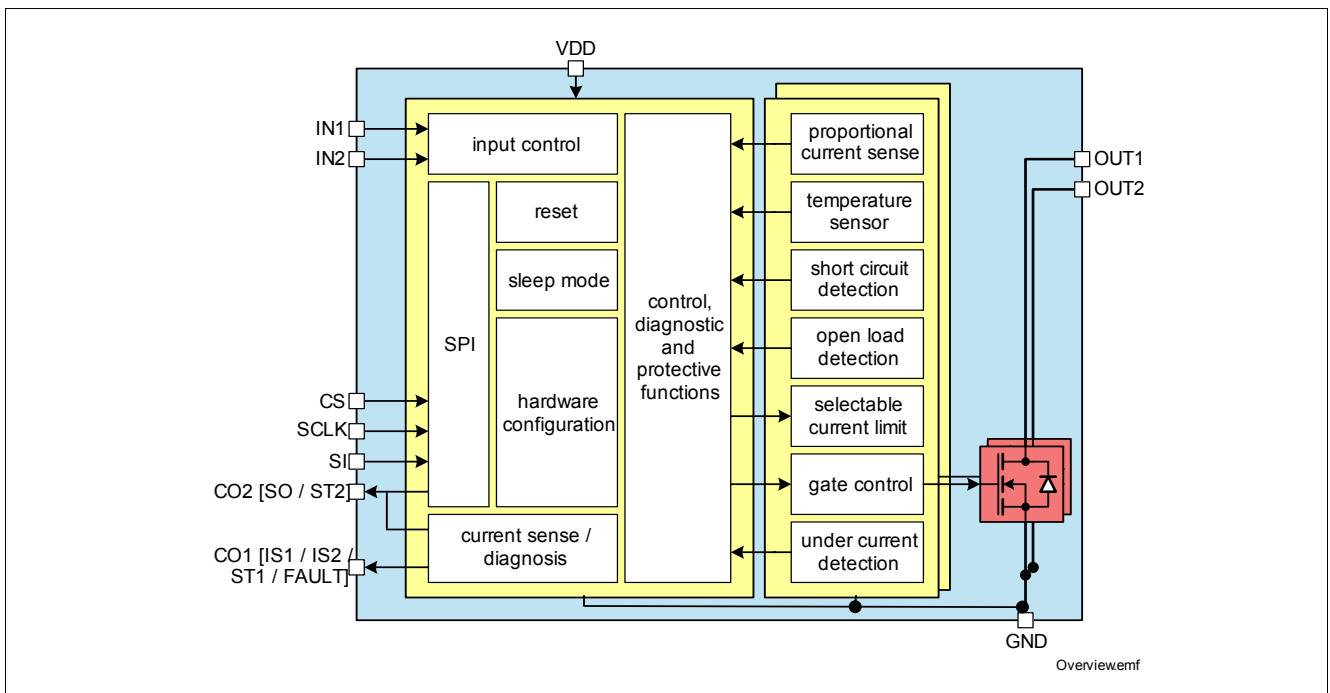 VDD
IN1
IN2
input control
SPI
reset
sleep mode
hardware
configuration
control,
diagnostic
and
protective
functions
proportional
current sense
temperature
sensor
short circuit
detection
open load
detection
selectable
current limit
gate control
under current
detection
OUT1
OUT2
CS
SCLK
SI
CO2 [SO / ST2]
CO1 [IS1 / IS2 /
ST1 / FAULT]
current sense /
diagnosis
GND
Overview.emf